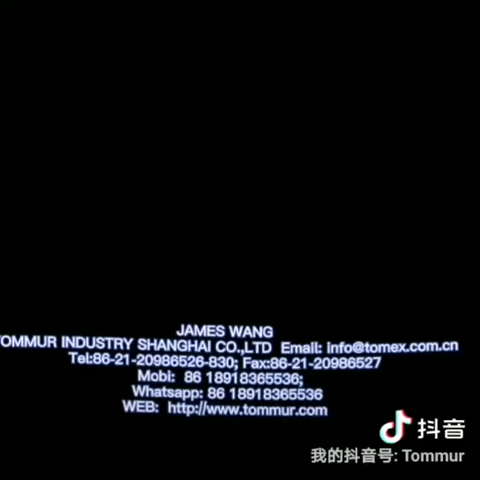 JAMES WANG
TOMMUR INDUSTRY SHANGHAI CO.,LTD Email: info@tomex.com.cn
Tel:86-21-20986526-830; Fax:86-21-20986527
Mobi: 86 18918365536;
Whatsapp: 86 18918365536
WEB: http://www.tommur.com
抖音
我的抖音号: Tommur